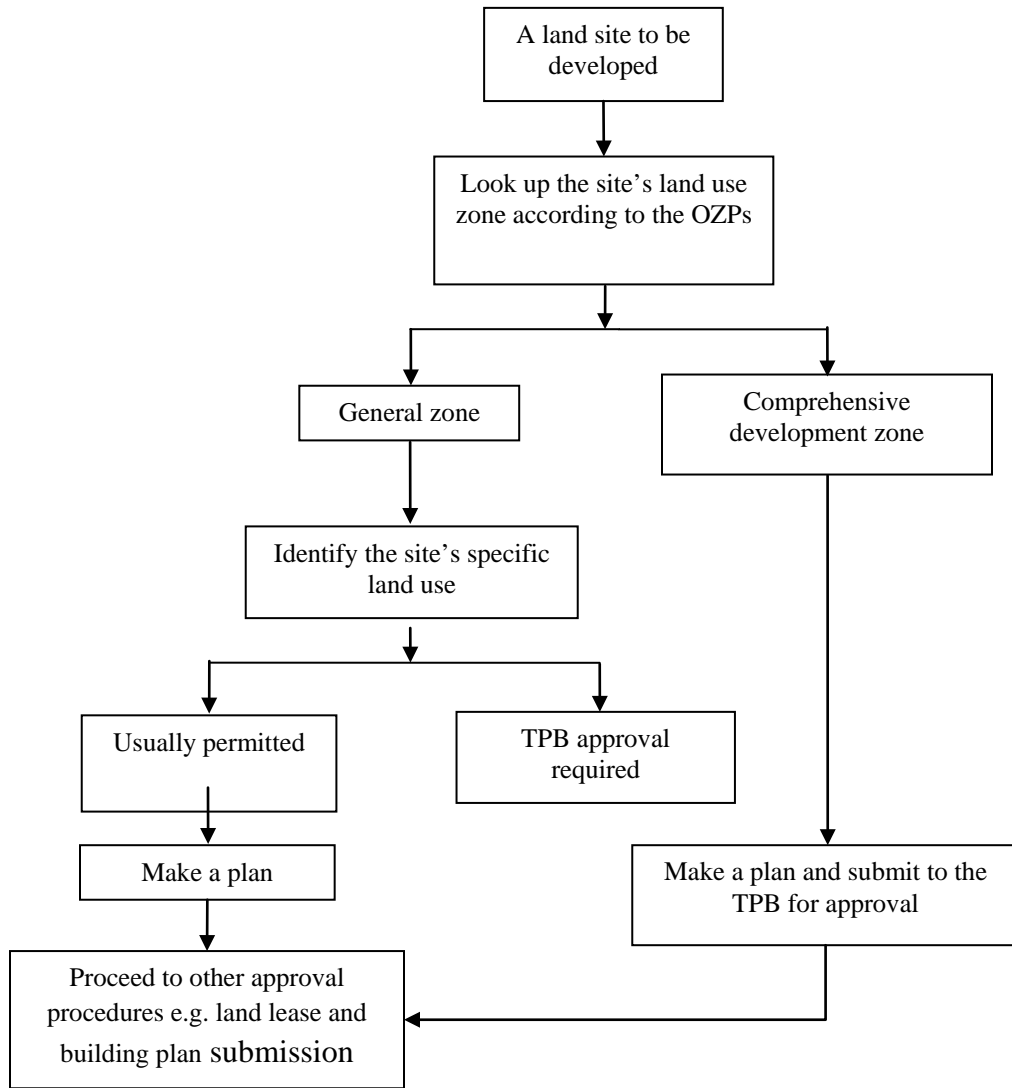 A land site to be
developed
Look up the site’s land use
zone according to the OZPs
General zone
Comprehensive
development zone
Identify the site’s specific
land use
Usually permitted
TPB approval
required
Make a plan
Make a plan and submit to the
TPB for approval
Proceed to other approval
procedures e.g. land lease and
building plan submission